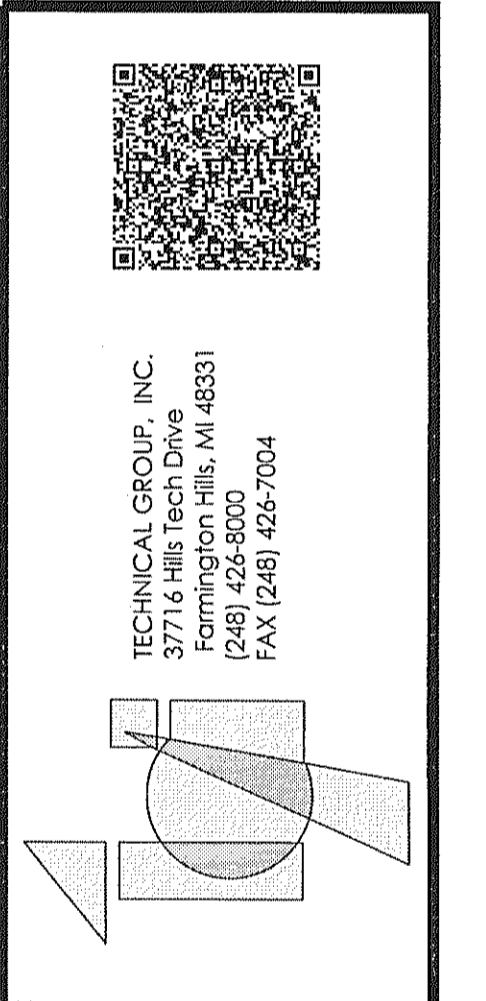 TECHNICAL GROUP, INC.
37716 Hills Tech Drive
Farmington Hills, MI 48331
(248) 426-8000
FAX (248) 426-7004